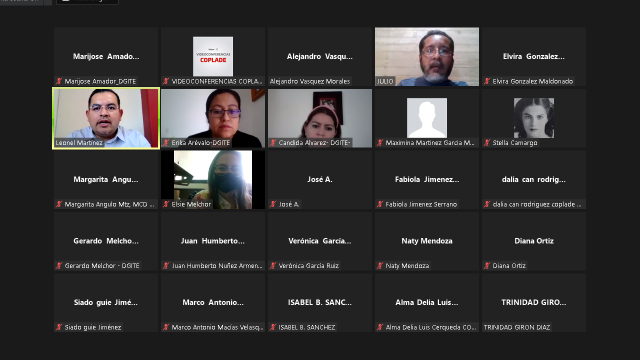 Marijose Amado...
Marijose Amador_DGITE
VIDEOCONFERENCIAS
COPLADE
VIDEOCONFERENCIAS COPLA...
Alejandro Vasqu...
Alejandro Vasquez Morales
JULIO
Elvira Gonzalez...
Elvira Gonzalez Maldonado
Leonel Martínez
Erika Arévalo-DGITE
Candida Alvarez- DGITE-
Maximina Martinez Garcia M...
Stella Camargo
Margarita Angu...
Margarita Angulo Mtz, MCD ...
Elsie Melchor
José A.
José A.
Fabiola Jimenez...
Fabiola Jimenez Serrano
dalia can rodrig...
dalia can rodriguez coplade ...
Gerardo Melcho...
Gerardo Melchor - DGITE
Juan Humberto...
Juan Humberto Nuñez Armen...
Verónica García...
Verónica García Ruiz
Naty Mendoza
Naty Mendoza
Diana Ortiz
Diana Ortiz
Siado guie Jimé...
Siado guie Jiménez
Marco Antonio...
Marco Antonio Macías Velasq...
ISABEL B. SANC...
ISABEL B. SANCHEZ
Alma Delia Luis...
Alma Delia Luis Cerqueda CO...
TRINIDAD GIRO...
TRINIDAD GIRON DIAZ